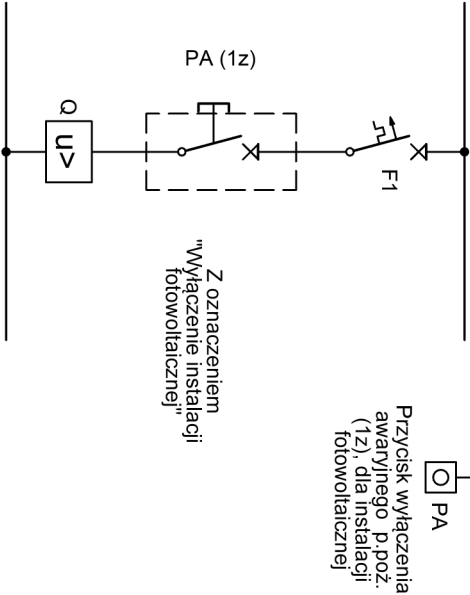 PA (1z)
Q
U>
F1
Z oznaczeniem
"Wyłączenie instalacji
fotowoltaicznej"
PA
Przycisk wyłączenia
awaryjnego p.poż.
(1z), dla instalacji
fotowoltaicznej